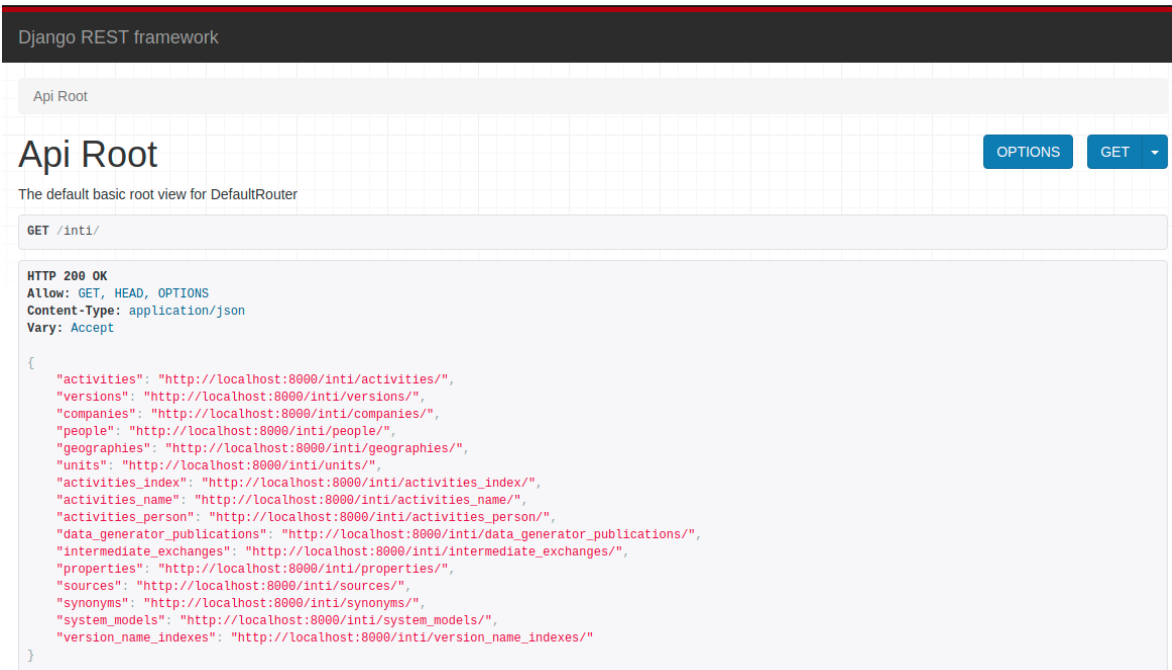 Django REST framework
Api Root
Api Root
OPTIONS
GET
The default basic root view for DefaultRouter
GET /inti/
HTTP 200 OK
Allow: GET, HEAD, OPTIONS
Content-Type: application/json
Vary: Accept
{
    "activities": "http://localhost:8000/inti/activities/",
    "versions": "http://localhost:8000/inti/versions/",
    "companies": "http://localhost:8000/inti/companies/",
    "people": "http://localhost:8000/inti/people/",
    "geographies": "http://localhost:8000/inti/geographies/",
    "units": "http://localhost:8000/inti/units/",
    "activities_index": "http://localhost:8000/inti/activities_index/",
    "activities_name": "http://localhost:8000/inti/activities_name/",
    "activities_person": "http://localhost:8000/inti/activities_person/",
    "data_generator_publications": "http://localhost:8000/inti/data_generator_publications/",
    "intermediate_exchanges": "http://localhost:8000/inti/intermediate_exchanges/",
    "properties": "http://localhost:8000/inti/properties/",
    "sources": "http://localhost:8000/inti/sources/",
    "synonyms": "http://localhost:8000/inti/synonyms/",
    "system_models": "http://localhost:8000/inti/system_models/",
    "version_name_indexes": "http://localhost:8000/inti/version_name_indexes/"
}